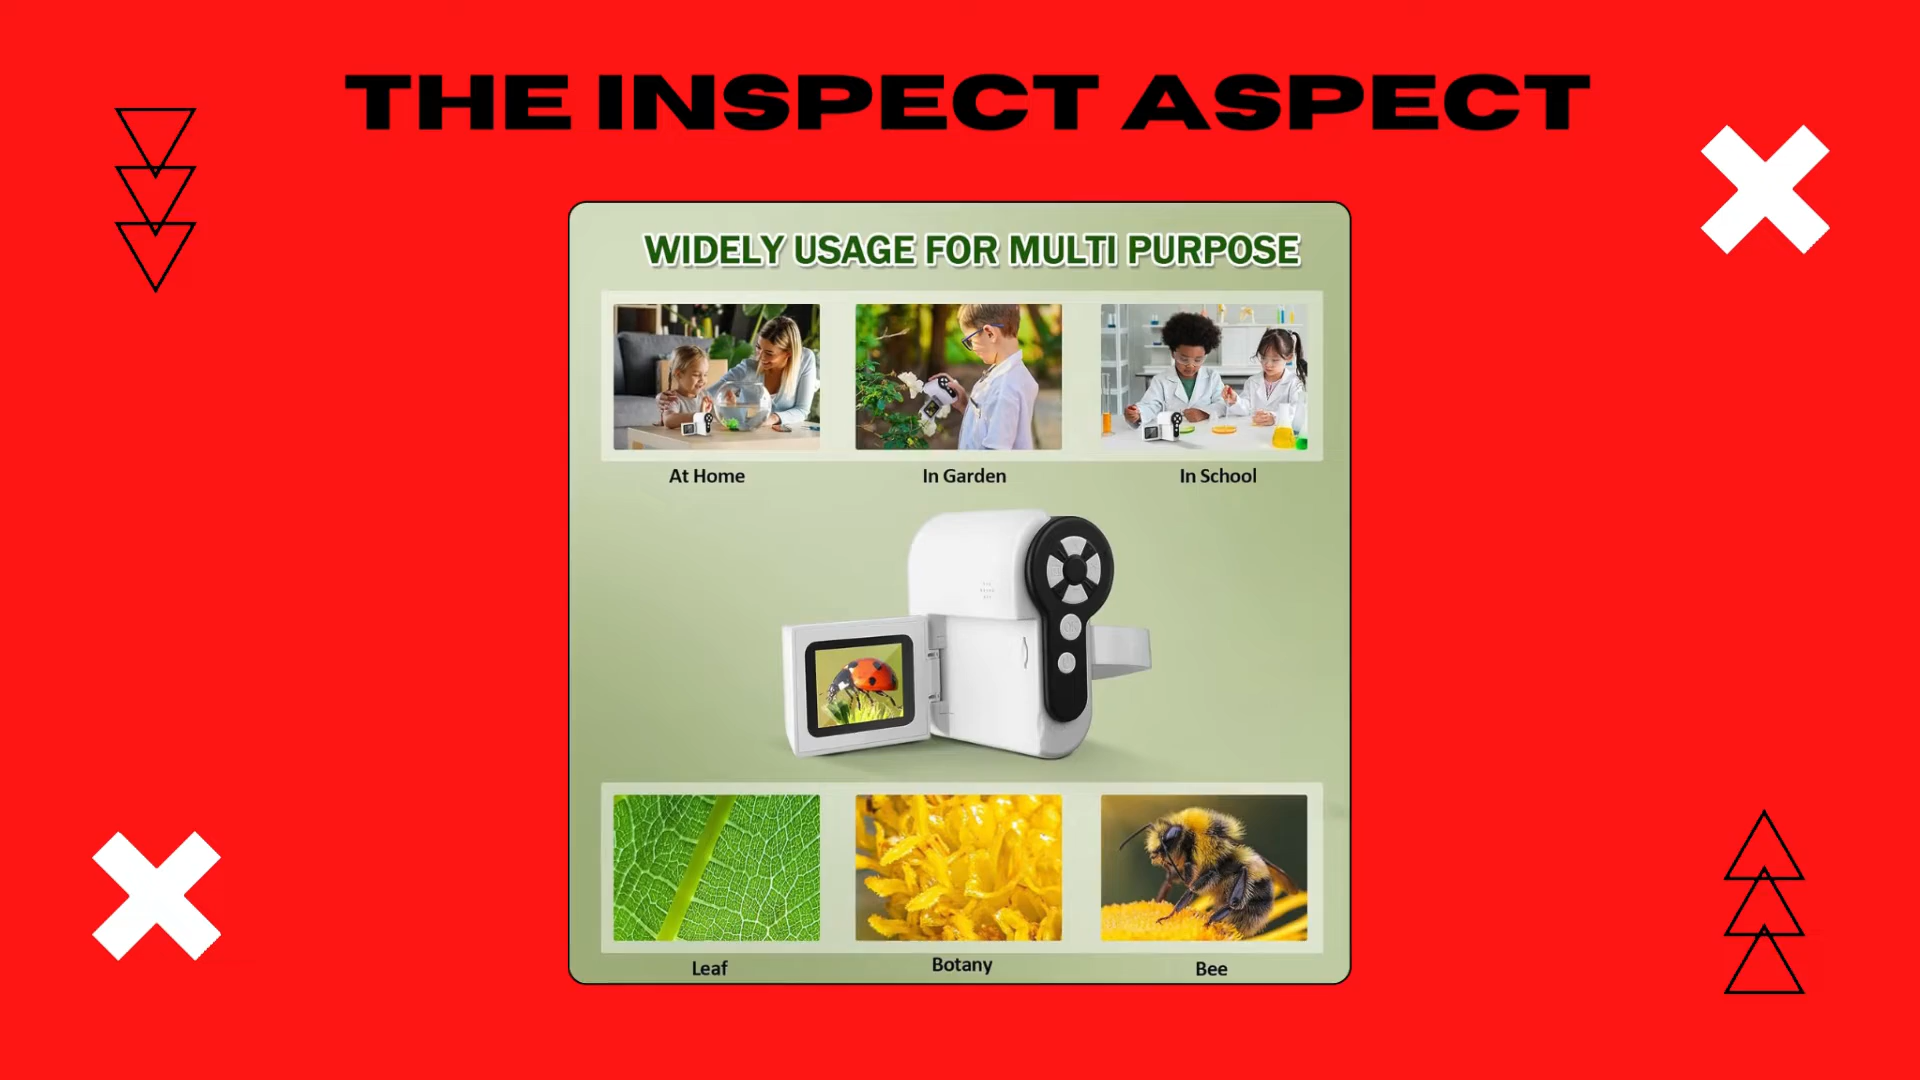 THE INSPECT ASPECT
WIDELY USAGE FOR MULTI PURPOSE
At Home
In Garden
In School
Leaf
Botany
Bee